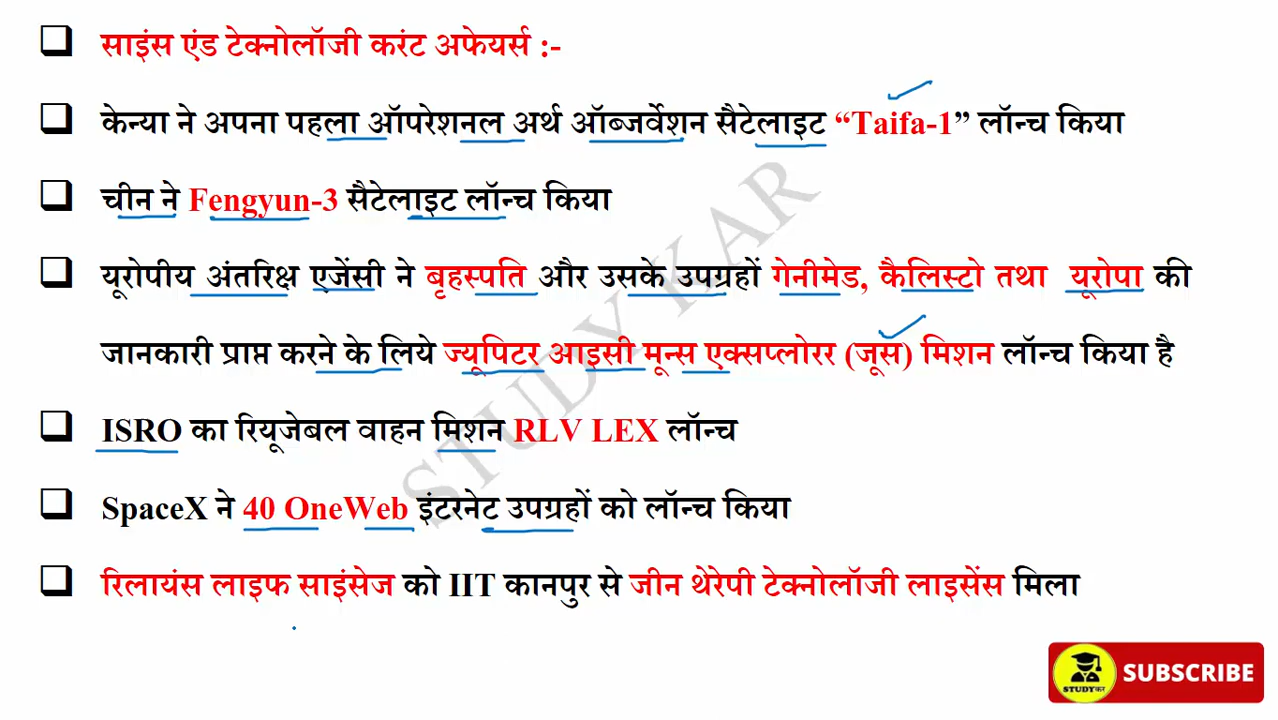 साइंस एंड टेक्नोलॉजी करंट अफेयर्स :-
केन्या ने अपना पहला ऑपरेशनल अर्थ ऑब्जर्वेशन सैटेलाइट “Taifa-1” लॉन्च किया
चीन ने Fengyun-3 सैटेलाइट लॉन्च किया
यूरोपीय अंतरिक्ष एजेंसी ने बृहस्पति और उसके उपग्रहों गेनीमेड, कैलिस्टो तथा यूरोपा की
जानकारी प्राप्त करने के लिये ज्यूपिटर आइसी मून्स एक्सप्लोरर (जूस) मिशन लॉन्च किया है
ISRO का रियूजेबल वाहन मिशन RLV LEX लॉन्च
SpaceX ने 40 OneWeb इंटरनेट उपग्रहों को लॉन्च किया
रिलायंस लाइफ साइंसेज को IIT कानपुर से जीन थेरेपी टेक्नोलॉजी लाइसेंस मिला
STUDY KAR
STUDYकर
SUBSCRIBE